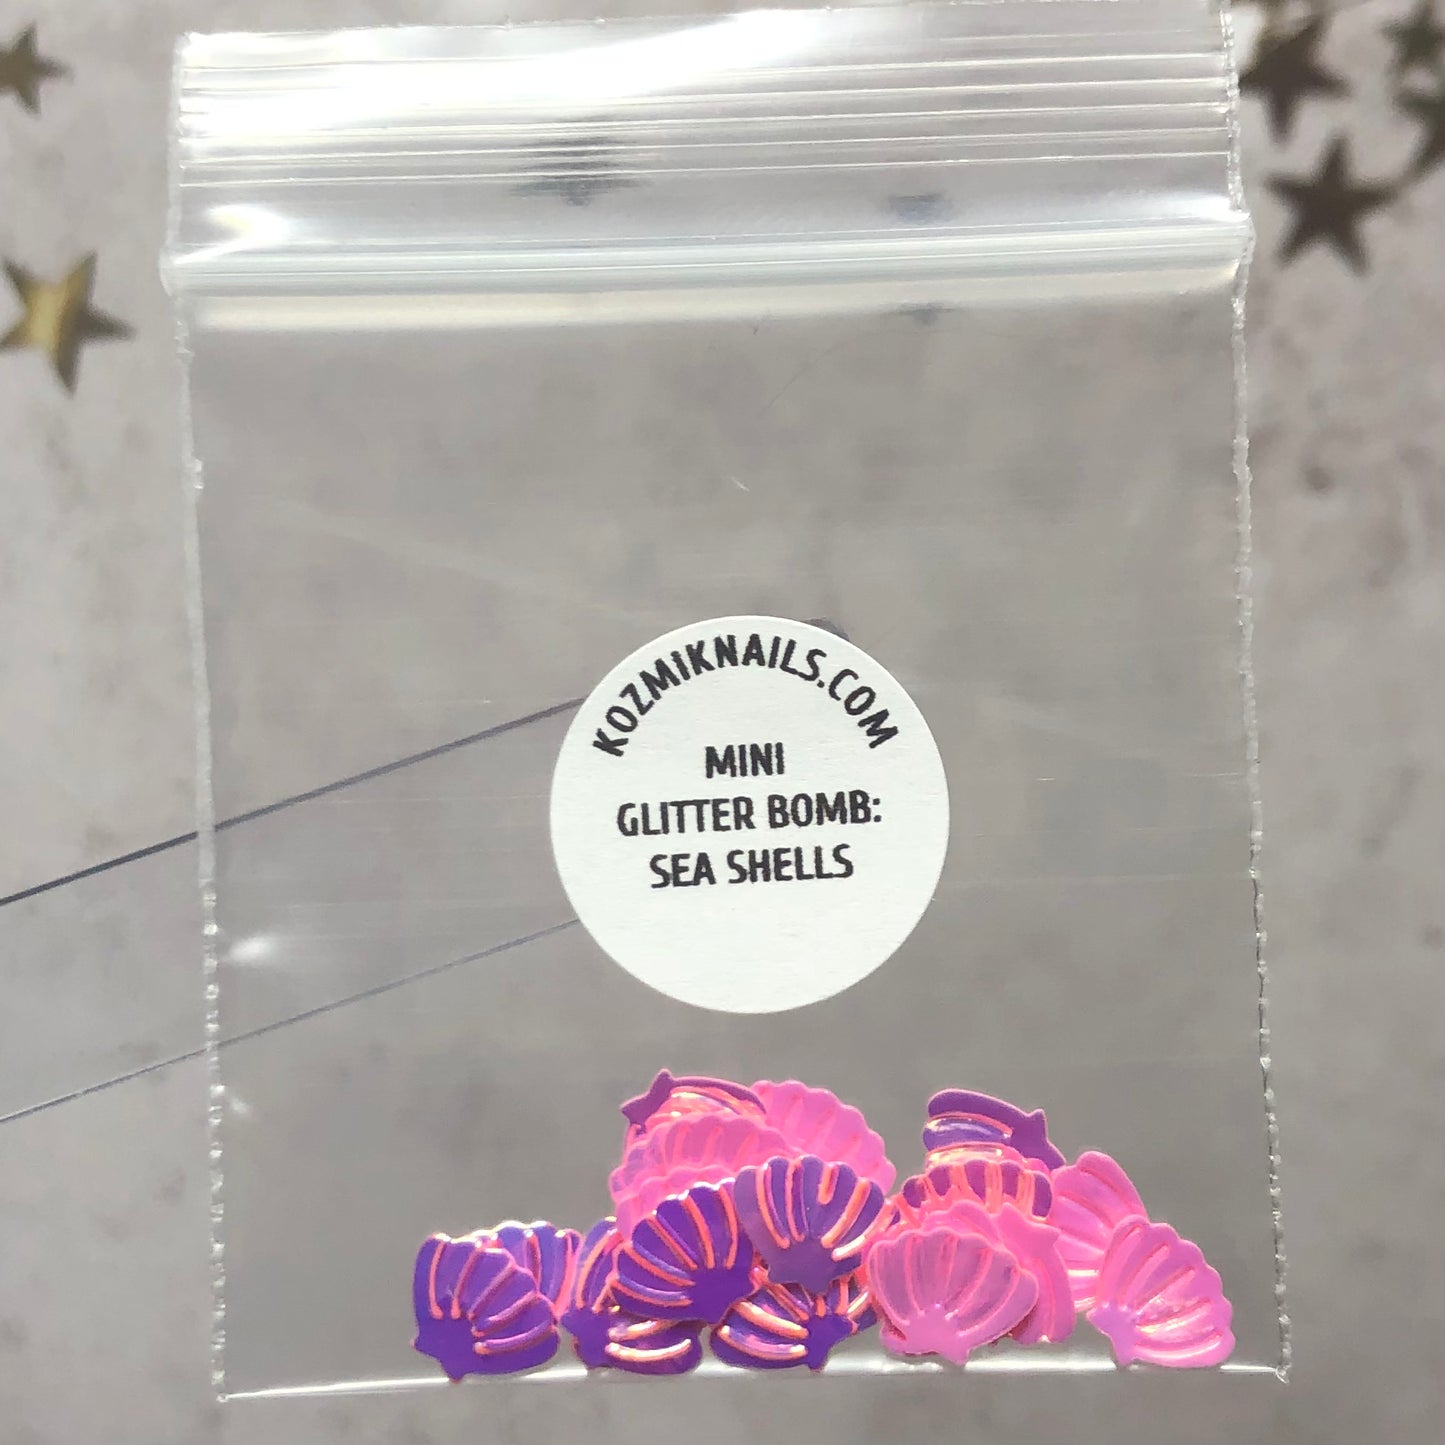 KOZMIKNAILS.COM
MINI
GLITTER BOMB:
SEA SHELLS